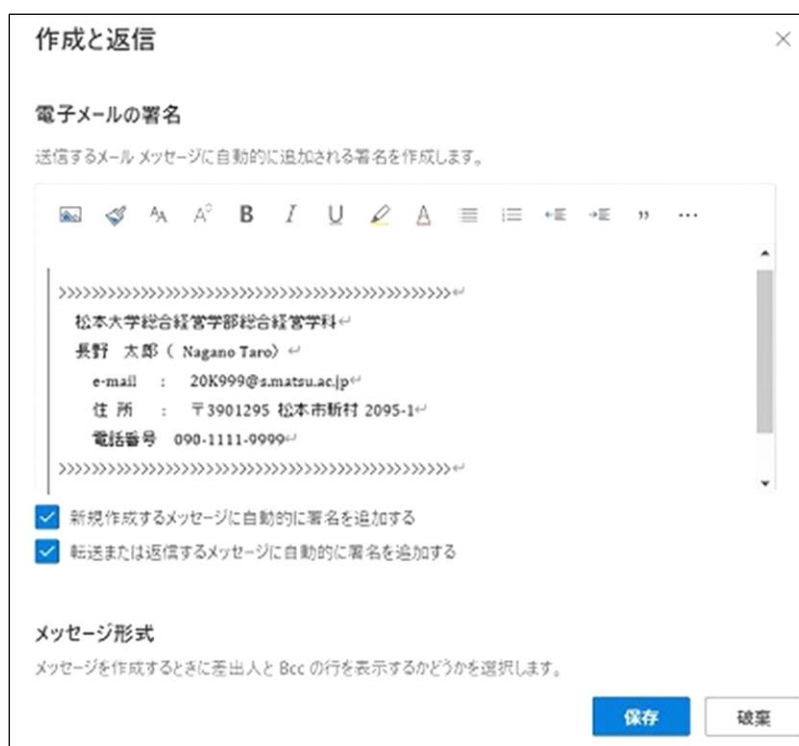 作成と返信
電子メールの署名
送信するメール メッセージに自動的に追加される署名を作成します。
>>>>>>>>>>>>>>>>>>>>>>>>>>>>>>>>>>>>>>>>>>>>>>>>↵
松本大学総合経営学部総合経営学科↵
長野 太郎( Nagano Taro)↵
e-mail : 20K999@s.matsu.ac.jp↵
住 所 : 〒3901295 松本市新村 2095-1↵
電話番号 090-1111-9999↵
>>>>>>>>>>>>>>>>>>>>>>>>>>>>>>>>>>>>>>>>>>>>>>>>↵
新規作成するメッセージに自動的に署名を追加する
転送または返信するメッセージに自動的に署名を追加する
メッセージ形式
メッセージを作成するときに差出人と Bcc の行を表示するかどうかを選択します。
保存 破棄